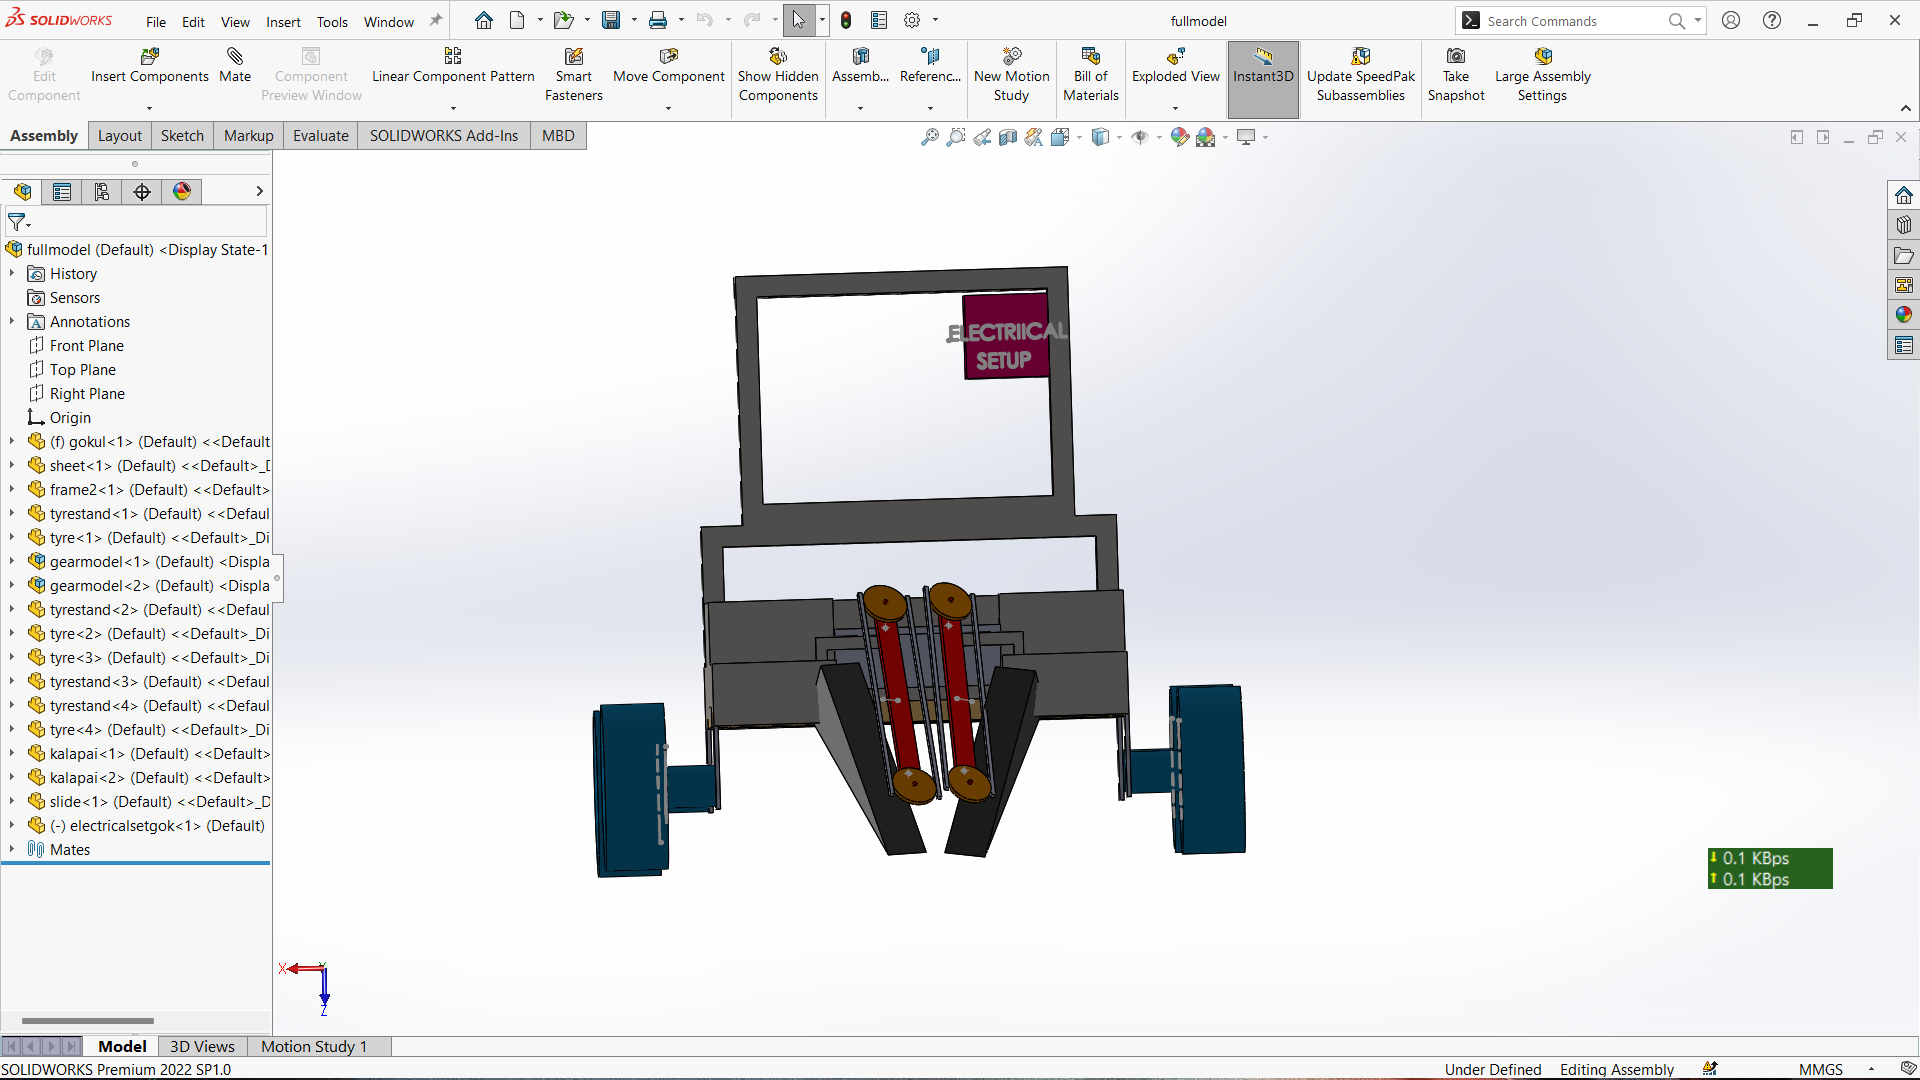 SOLIDWORKS
File Edit View Insert Tools Window
fullmodel
Search Commands
Edit Component
Insert Components
Mate
Component Preview Window
Linear Component Pattern
Smart Fasteners
Move Component
Show Hidden Components
Assemb...
Referenc...
New Motion Study
Bill of Materials
Exploded View
Instant3D
Update SpeedPak Subassemblies
Take Snapshot
Large Assembly Settings
Assembly Layout Sketch Markup Evaluate SOLIDWORKS Add-Ins MBD
fullmodel (Default) <Display State-1
History
Sensors
Annotations
Front Plane
Top Plane
Right Plane
Origin
(f) gokul<1> (Default) <<Default
sheet<1> (Default) <<Default>_D
frame2<1> (Default) <<Default>
tyrestand<1> (Default) <<Defaul
tyre<1> (Default) <<Default>_Di
gearmodel<1> (Default) <Displa
gearmodel<2> (Default) <Displa
tyrestand<2> (Default) <<Defaul
tyre<2> (Default) <<Default>_Di
tyre<3> (Default) <<Default>_Di
tyrestand<3> (Default) <<Defaul
tyrestand<4> (Default) <<Defaul
tyre<4> (Default) <<Default>_Di
kalapai<1> (Default) <<Default>
kalapai<2> (Default) <<Default>
slide<1> (Default) <<Default>_D
(-) electricalsetgok<1> (Default)
Mates
ELECTRIICAL
SETUP
0.1 KBps
0.1 KBps
X
Y
Z
Model 3D Views Motion Study 1
SOLIDWORKS Premium 2022 SP1.0
Under Defined Editing Assembly MMGS